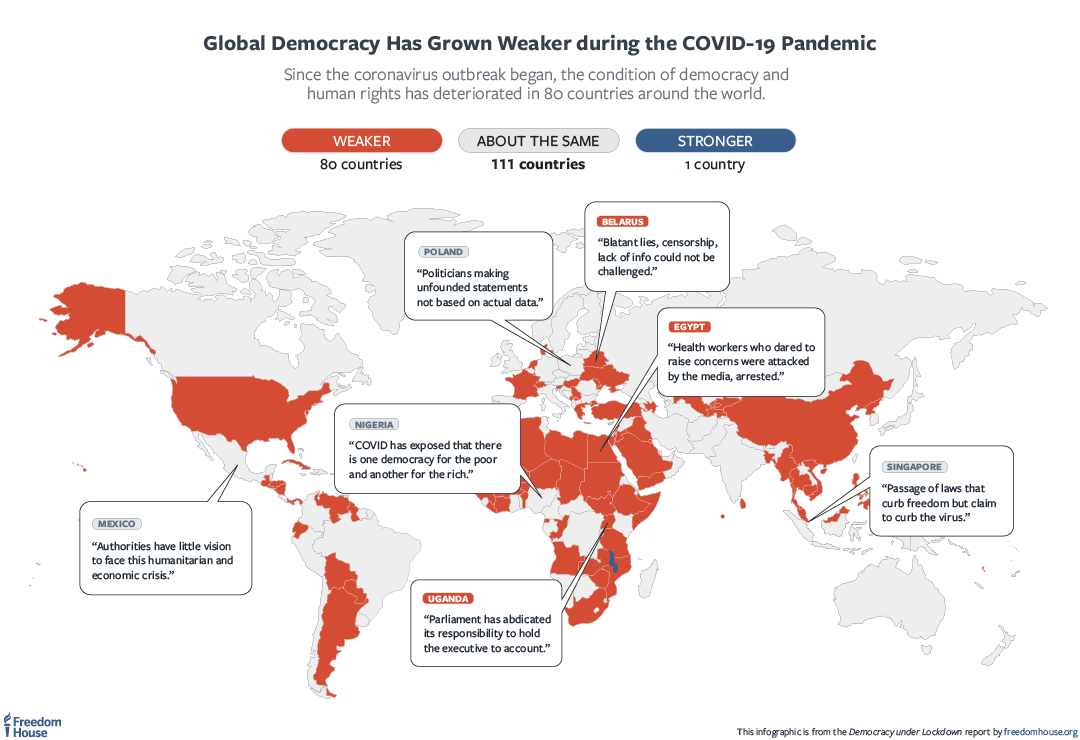 Global Democracy Has Grown Weaker during the COVID-19 Pandemic
Since the coronavirus outbreak began, the condition of democracy and
human rights has deteriorated in 80 countries around the world.
WEAKER
80 countries
ABOUT THE SAME
111 countries
STRONGER
1 country
BELARUS
“Blatant lies, censorship,
lack of info could not be
challenged.”
POLAND
“Politicians making
unfounded statements
not based on actual data.”
EGYPT
“Health workers who dared to
raise concerns were attacked
by the media, arrested.”
NIGERIA
“COVID has exposed that there
is one democracy for the poor
and another for the rich.”
SINGAPORE
“Passage of laws that
curb freedom but claim
to curb the virus.”
MEXICO
“Authorities have little vision
to face this humanitarian and
economic crisis.”
UGANDA
“Parliament has abdicated
its responsibility to hold
the executive to account.”
Freedom
House
This infographic is from the Democracy under Lockdown report by freedomhouse.org